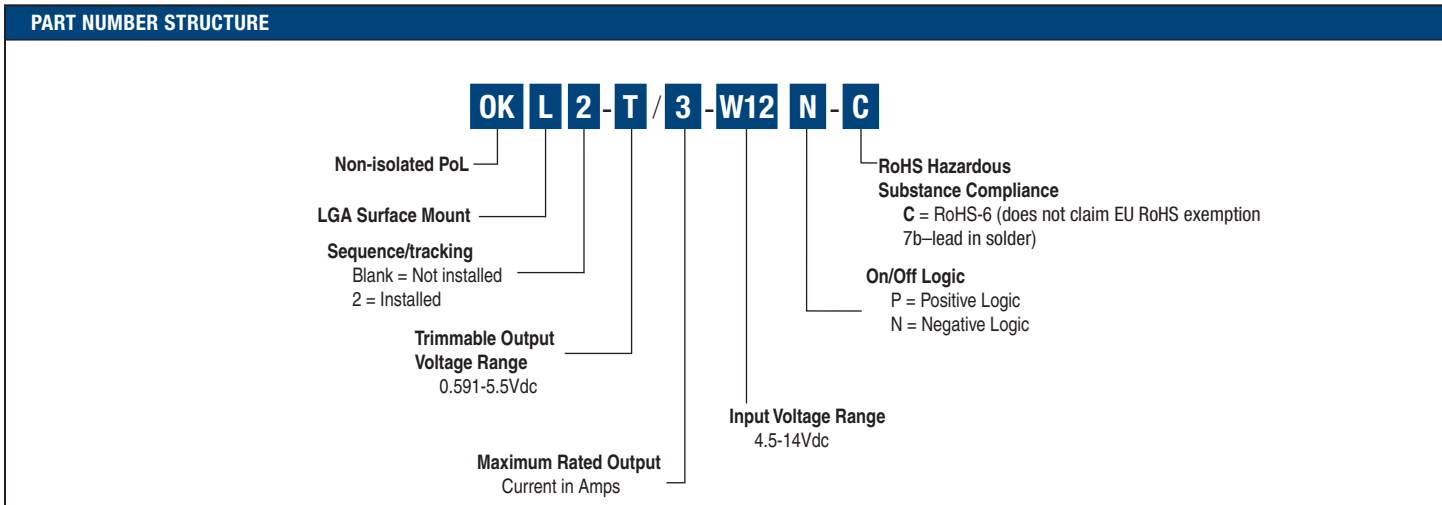 PART NUMBER STRUCTURE
OK L 2 - T / 3 - W12 N - C
Non-isolated PoL
LGA Surface Mount
Sequence/tracking
Blank = Not installed
2 = Installed
Trimmable Output
Voltage Range
0.591-5.5Vdc
Maximum Rated Output
Current in Amps
Input Voltage Range
4.5-14Vdc
On/Off Logic
P = Positive Logic
N = Negative Logic
RoHS Hazardous
Substance Compliance
C = RoHS-6 (does not claim EU RoHS exemption
7b–lead in solder)